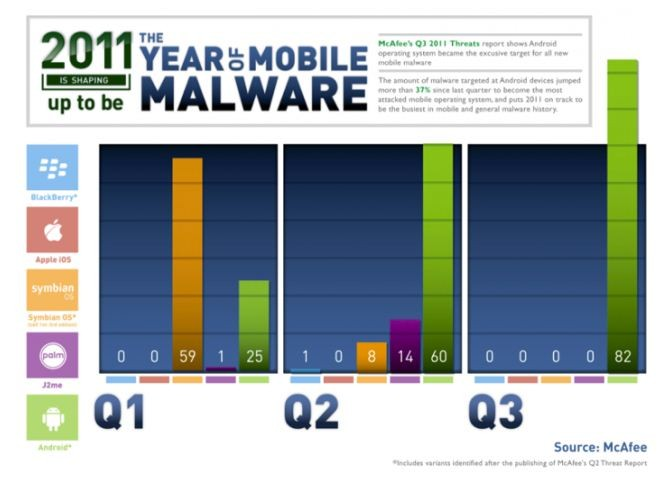 2011
IS SHAPING
up to be
THE
YEAR OF MOBILE
MALWARE
McAfee's Q3 2011 Threats report shows Android
operating system became the excusive target for all new
mobile malware
The amount of malware targeted at Android devices jumped
more than 37% since last quarter to become the most
attacked mobile operating system, and puts 2011 on track to
be the busiest in mobile and general malware history.
BlackBerry*
Apple iOS
symbian
OS
Symbian OS*
palm
J2me
Android*
0 0 59 1 25
1 0 8 14 60
0 0 0 0 82
Q1
Q2
Q3
Source: McAfee
*Includes variants identified after the publishing of McAfee's Q2 Threat Report